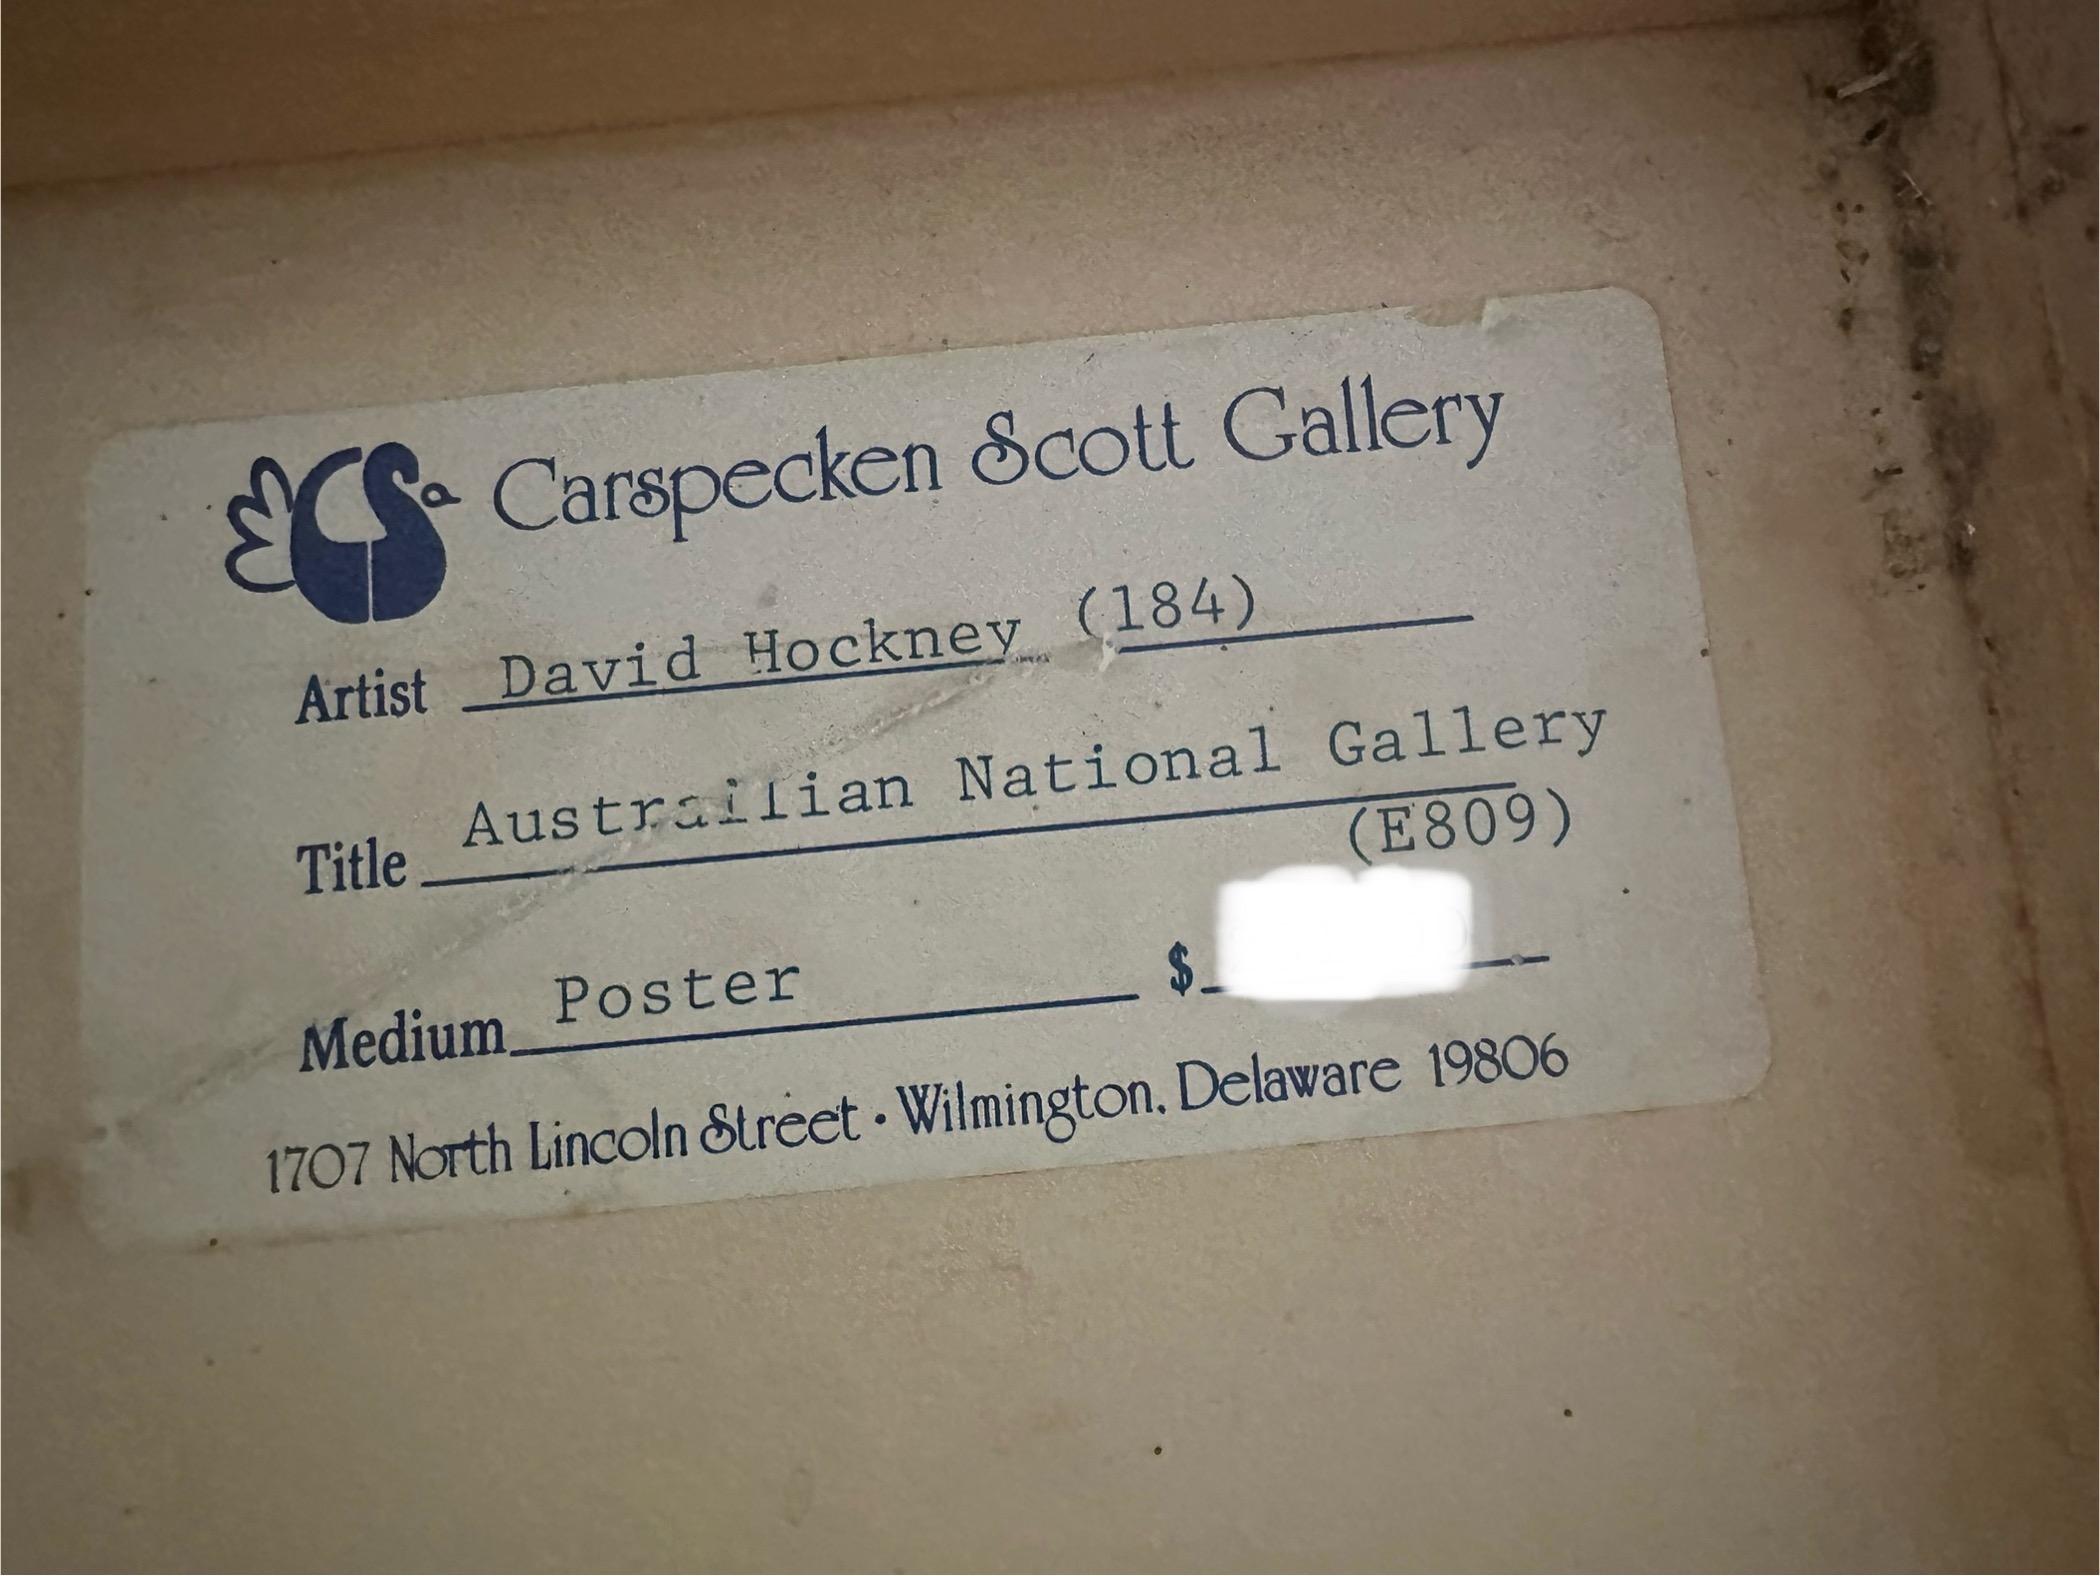 CS Carspecken Scott Gallery
Artist David Hockney (184)
Title Austrailian National Gallery
(E809)
Medium Poster $
1707 North Lincoln Street • Wilmington, Delaware 19806